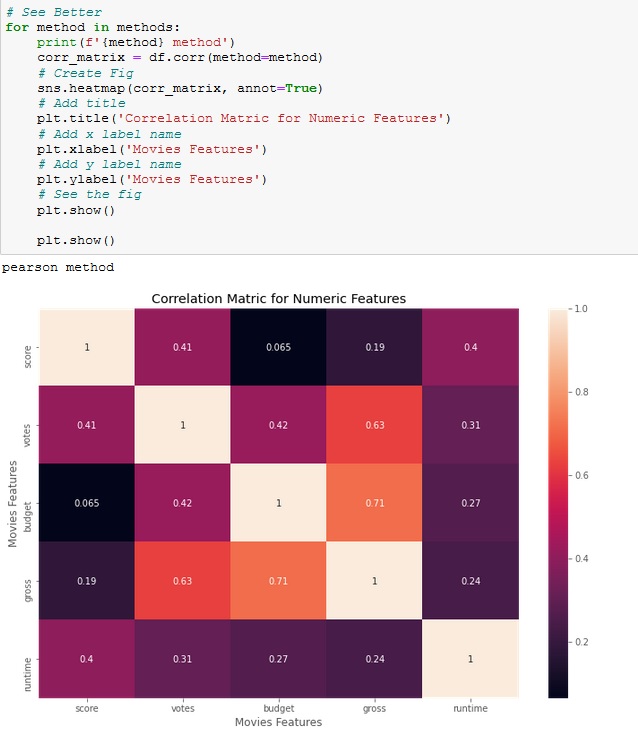 # See Better
for method in methods:
    print(f'{method} method')
    corr_matrix = df.corr(method=method)
    # Create Fig
    sns.heatmap(corr_matrix, annot=True)
    # Add title
    plt.title('Correlation Matric for Numeric Features')
    # Add x label name
    plt.xlabel('Movies Features')
    # Add y label name
    plt.ylabel('Movies Features')
    # See the fig
    plt.show()

    plt.show()
pearson method
Correlation Matric for Numeric Features
Movies Features
score 1 0.41 0.065 0.19 0.4
votes 0.41 1 0.42 0.63 0.31
budget 0.065 0.42 1 0.71 0.27
gross 0.19 0.63 0.71 1 0.24
runtime 0.4 0.31 0.27 0.24 1
score votes budget gross runtime
Movies Features
1.0
0.8
0.6
0.4
0.2